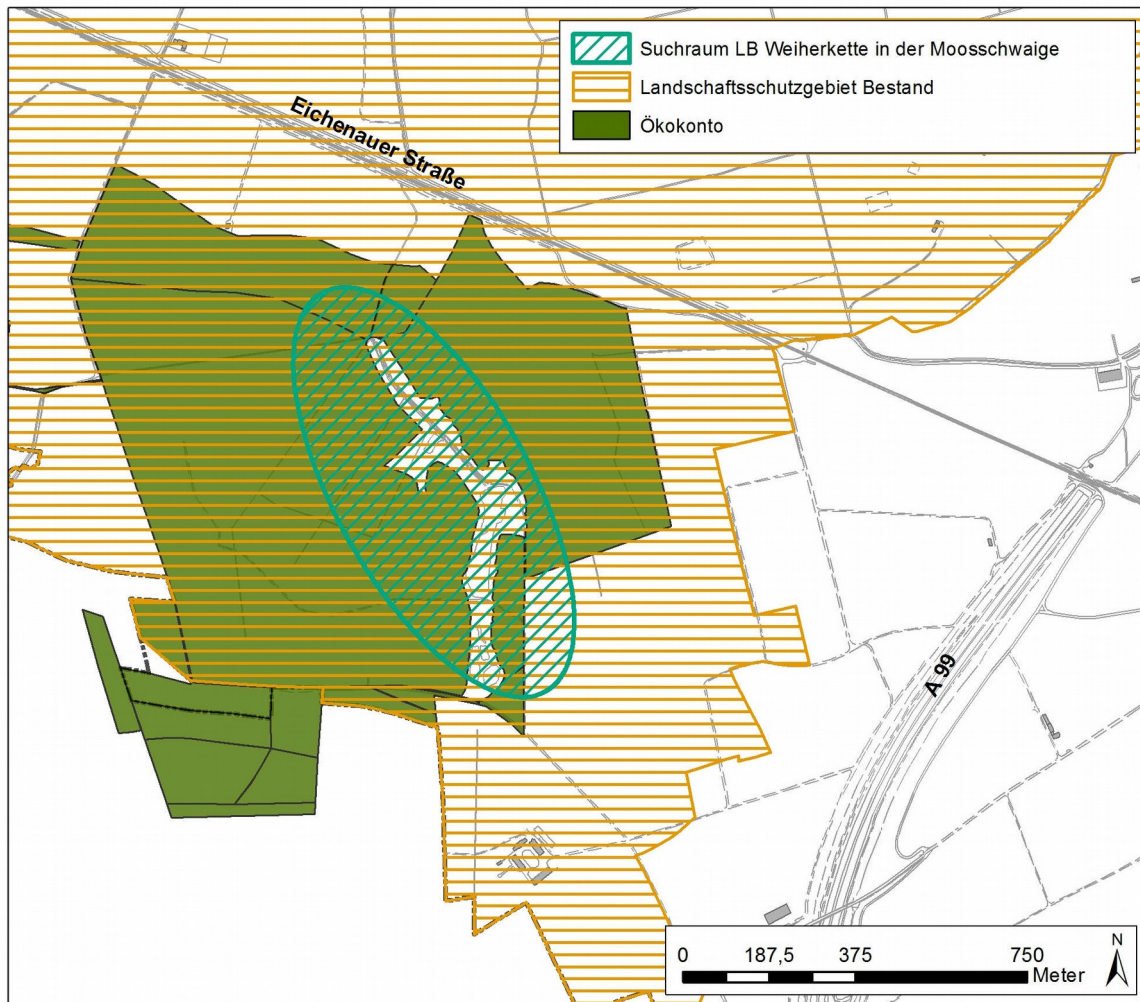 Suchraum LB Weiherkette in der Moosschwaige
Landschaftsschutzgebiet Bestand
Ökokonto
Eichenauer Straße
A 99
0 187,5 375 750
Meter
N